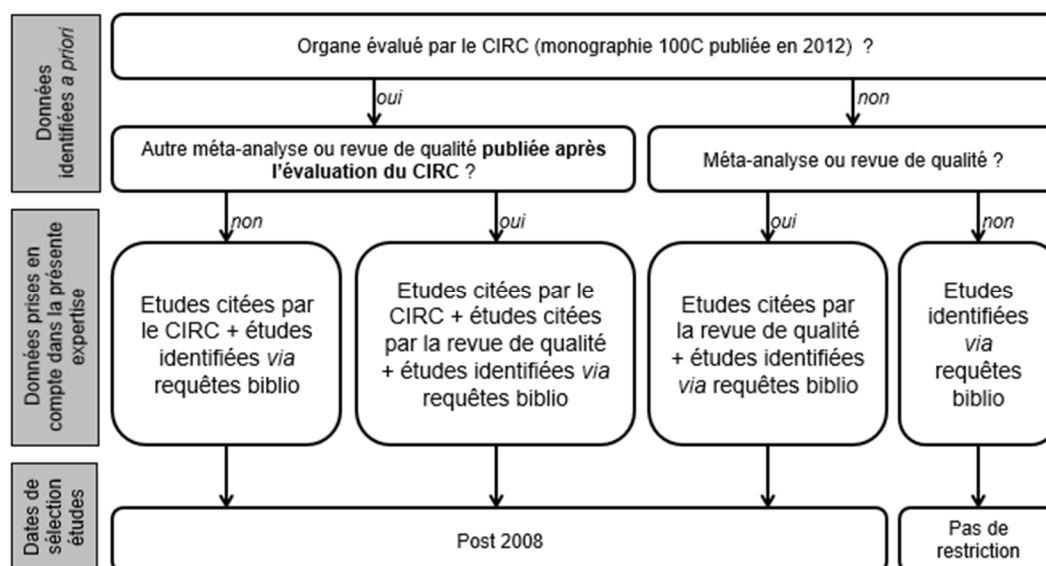 Données
identifiées a priori
Organe évalué par le CIRC (monographie 100C publiée en 2012) ?
oui
non
Autre méta-analyse ou revue de qualité publiée après
l'évaluation du CIRC ?
Méta-analyse ou revue de qualité ?
non
oui
oui
non
Données prises en
compte dans la présente
expertise
Etudes citées par
le CIRC + études
identifiées via
requêtes biblio
Etudes citées par le
CIRC + études citées
par la revue de qualité
+ études identifiées via
requêtes biblio
Etudes citées par
la revue de qualité
+ études identifiées
via requêtes biblio
Etudes
identifiées
via
requêtes
biblio
Dates de
sélection
études
Post 2008
Pas de
restriction